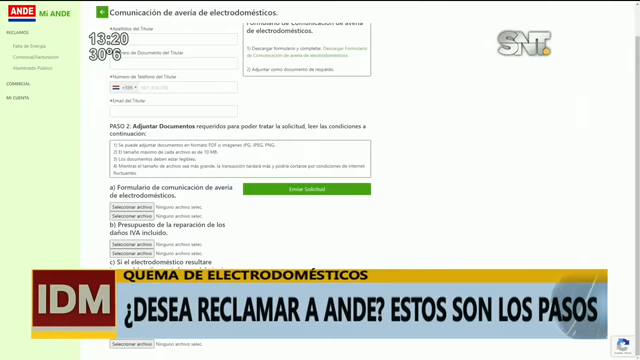 ANDE
Mi ANDE
RECLAMOS
Falta de Energía
Comercial/Facturacion
Alumbrado Público
COMERCIAL
MI CUENTA
Comunicación de avería de electrodomésticos.
13:20
30°6
SNT
*Apellidos del Titular
Número de Documento del Titular
*Número de Teléfono del Titular
+595
Email del Titular
Formulario de Comunicación de avería de electrodomésticos.
1) Descargar formulario y completar. Descargar Formulario
de Comunicación de avería de electrodomésticos
2) Adjuntar como documento de respaldo.
PASO 2: Adjuntar Documentos requeridos para poder tratar la solicitud, leer las condiciones a
continuación:
1) Se puede adjuntar documentos en formato PDF o imágenes JPG, JPEG, PNG.
2) El tamaño máximo de cada archivo es de 10 MB.
3) Los documentos deben estar legibles.
4) Mientras el tamaño de archivo sea más grande, la transacción tardará más y podría cortarse por condiciones de internet
fluctuantes.
a) Formulario de comunicación de avería
de electrodomésticos.
Enviar Solicitud
Seleccionar archivo Ninguno archivo selec.
Seleccionar archivo Ninguno archivo selec.
b) Presupuesto de la reparación de los
daños IVA incluido.
Seleccionar archivo Ninguno archivo selec.
Seleccionar archivo Ninguno archivo selec.
c) Si el electrodoméstico resultare
IDM
QUEMA DE ELECTRODOMÉSTICOS
¿DESEA RECLAMAR A ANDE? ESTOS SON LOS PASOS
Seleccionar archivo Ninguno archivo selec.